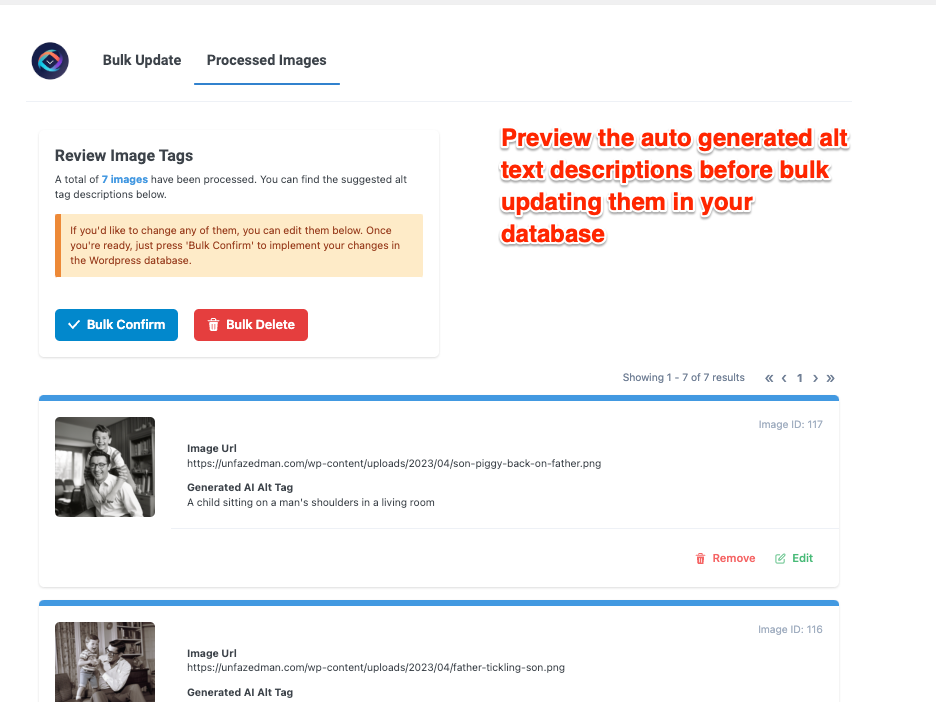 Bulk Update
Processed Images
Review Image Tags
A total of 7 images have been processed. You can find the suggested alt
tag descriptions below.
If you'd like to change any of them, you can edit them below. Once
you're ready, just press 'Bulk Confirm' to implement your changes in
the Wordpress database.
Bulk Confirm
Bulk Delete
Preview the auto generated alt
text descriptions before bulk
updating them in your
database
Showing 1 - 7 of 7 results « ‹ 1 › »
Image ID: 117
Image Url
https://unfazedman.com/wp-content/uploads/2023/04/son-piggy-back-on-father.png
Generated AI Alt Tag
A child sitting on a man's shoulders in a living room
Remove
Edit
Image ID: 116
Image Url
https://unfazedman.com/wp-content/uploads/2023/04/father-tickling-son.png
Generated AI Alt Tag